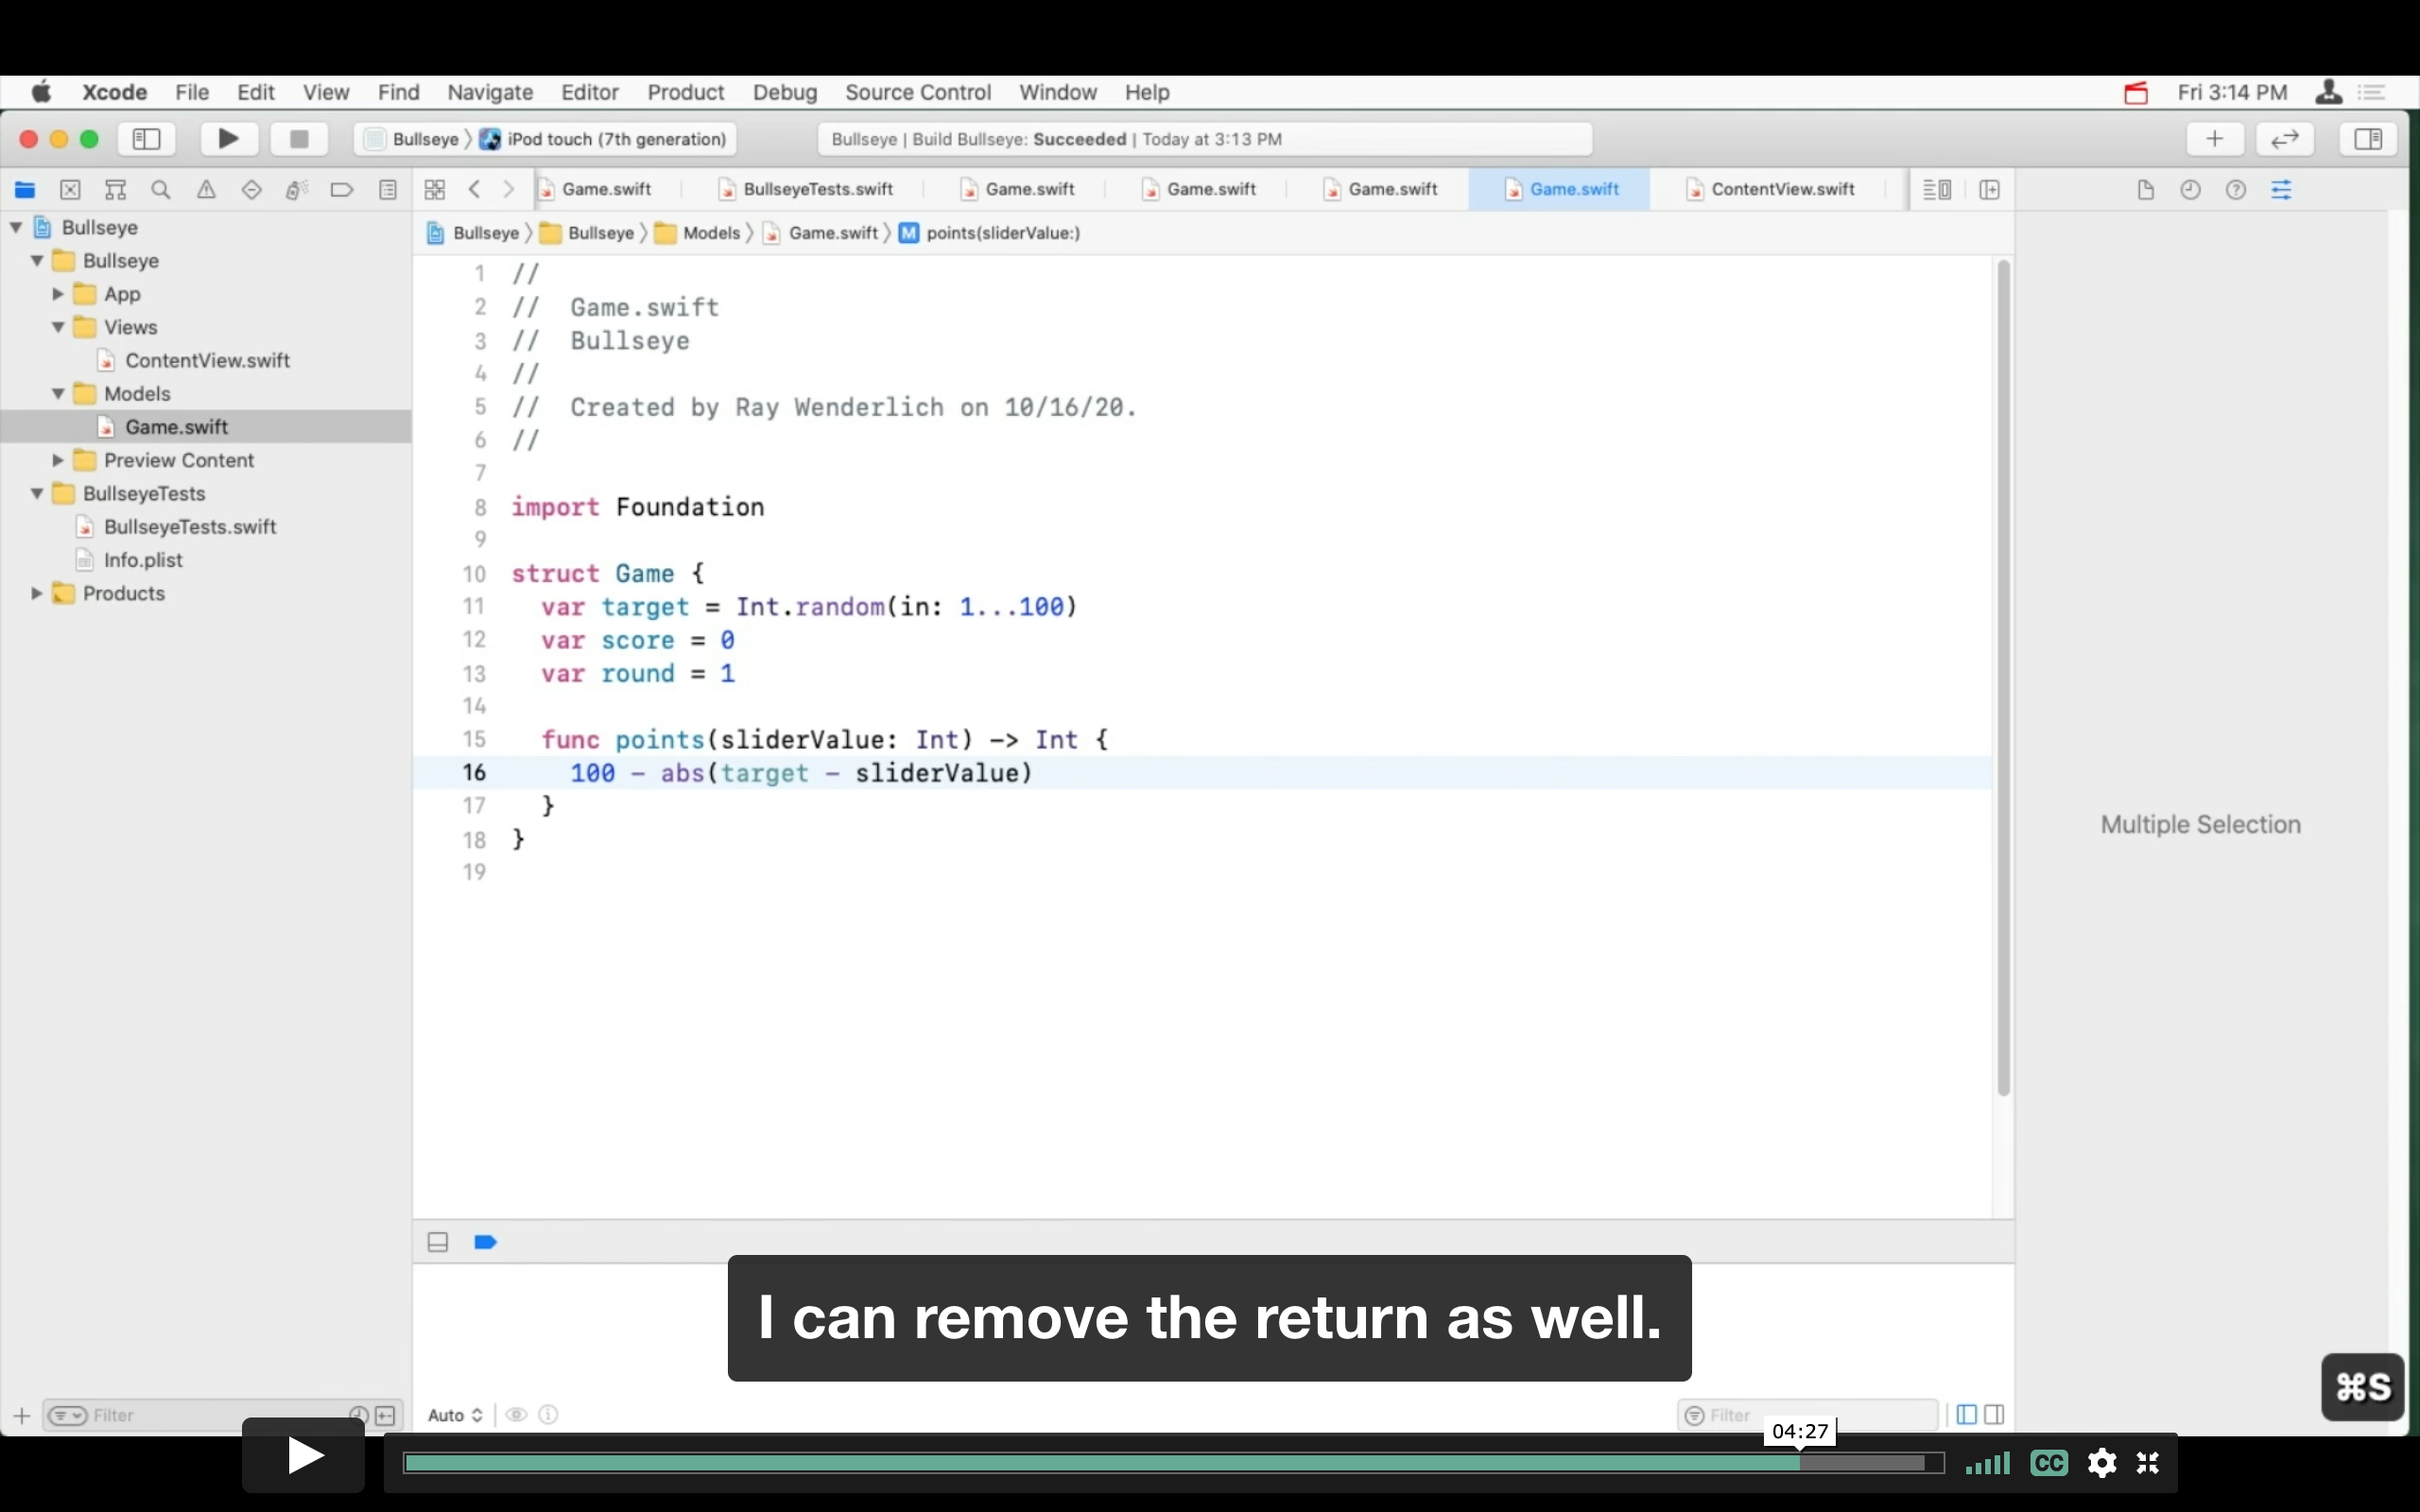 Xcode File Edit View Find Navigate Editor Product Debug Source Control Window Help Fri 3:14 PM
Bullseye 〉 iPod touch (7th generation) Bullseye | Build Bullseye: Succeeded | Today at 3:13 PM
Game.swift BullseyeTests.swift Game.swift Game.swift Game.swift Game.swift ContentView.swift
Bullseye 〉 Bullseye 〉 Models 〉 Game.swift 〉 M points(sliderValue:)
Bullseye
Bullseye
App
Views
ContentView.swift
Models
Game.swift
Preview Content
BullseyeTests
BullseyeTests.swift
Info.plist
Products
1 //
2 //  Game.swift
3 //  Bullseye
4 //
5 //  Created by Ray Wenderlich on 10/16/20.
6 //
7
8 import Foundation
9
10 struct Game {
11   var target = Int.random(in: 1...100)
12   var score = 0
13   var round = 1
14
15   func points(sliderValue: Int) -> Int {
16     100 - abs(target - sliderValue)
17   }
18 }
19
Multiple Selection
I can remove the return as well.
⌘S
Filter Auto Filter
04:27
CC